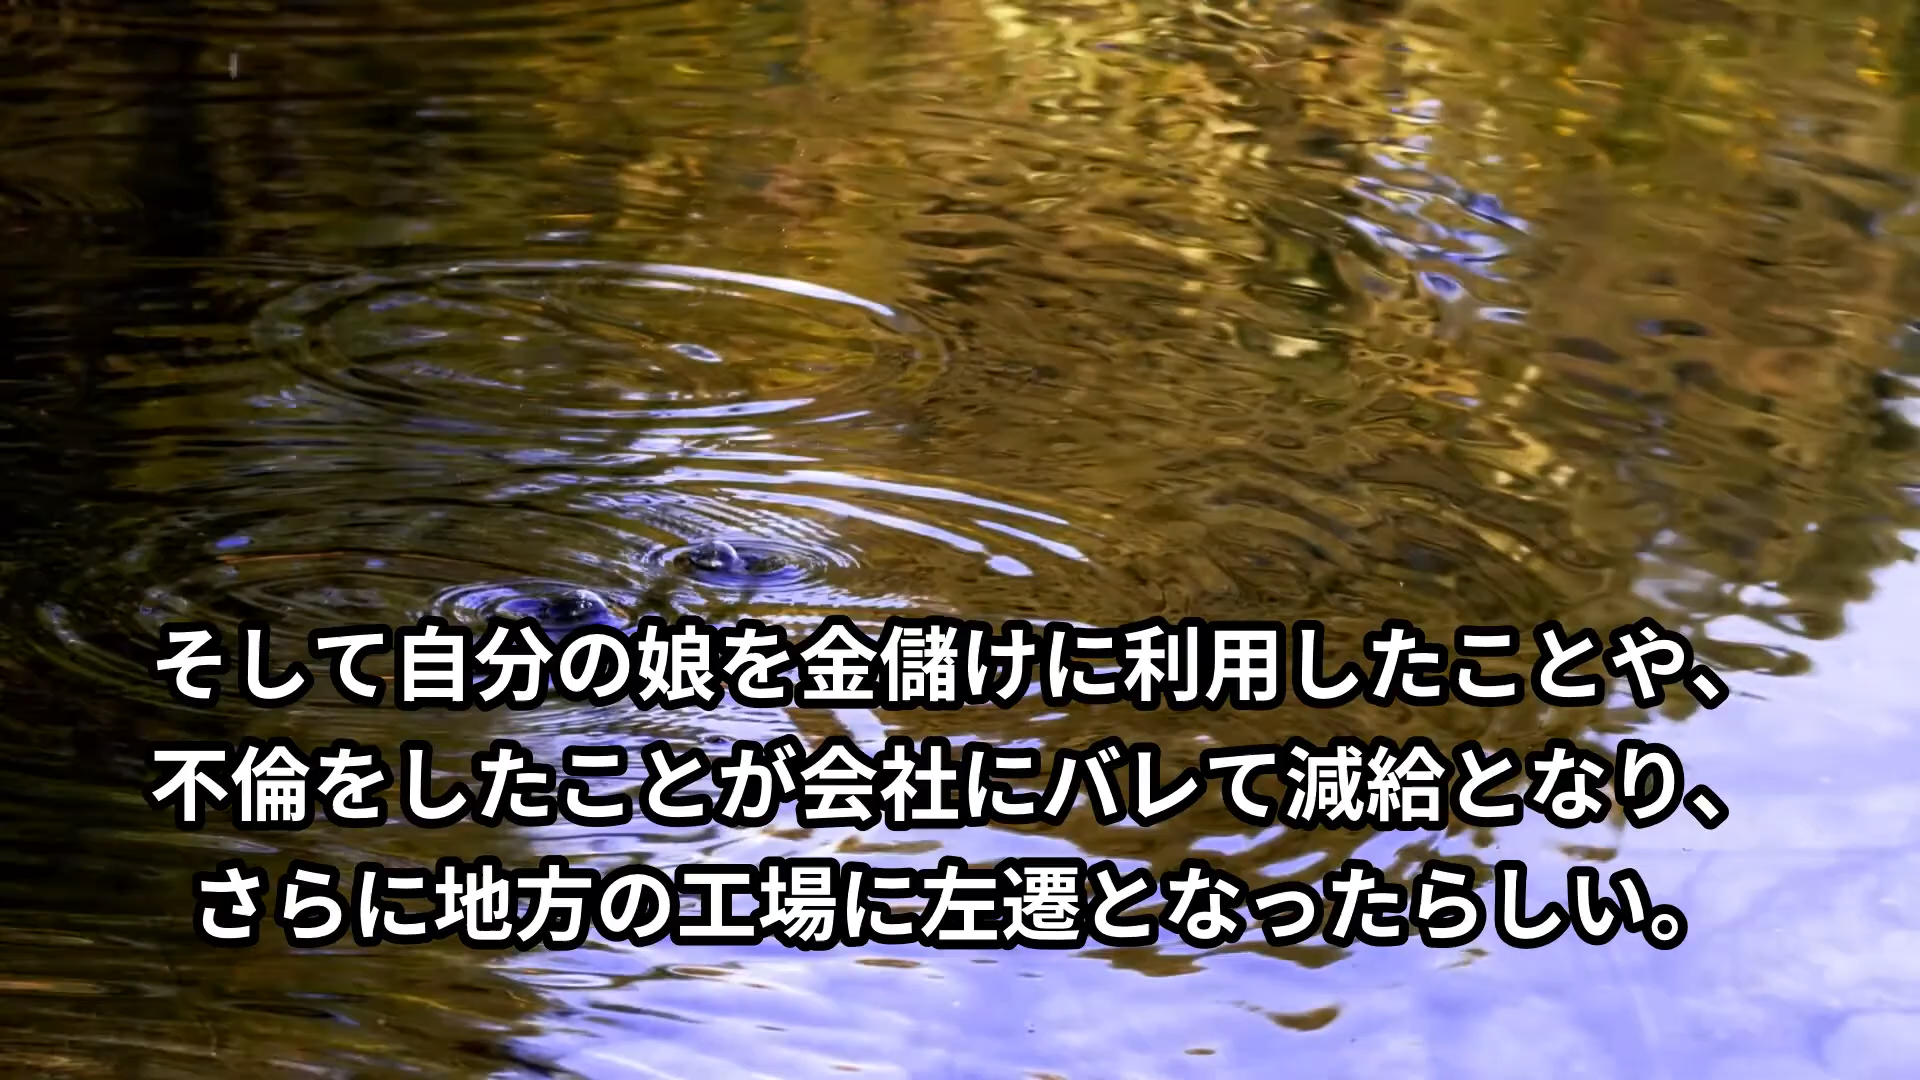 そして自分の娘を金儲けに利用したことや、
不倫をしたことが会社にバレて減給となり、
さらに地方の工場に左遷となったらしい。